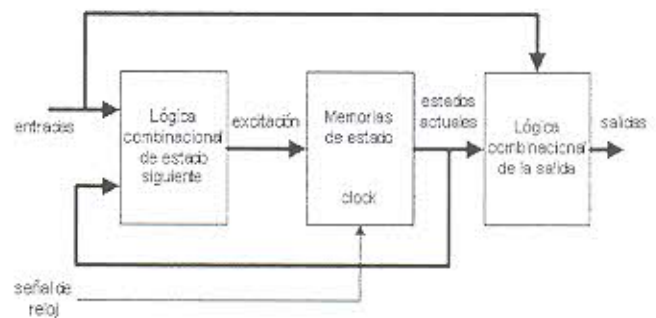 entradas
Lógica
combinacional
de estado
siguiente
excitación
Memorias
de estado
clock
estados
actuales
Lógica
combinacional
de la salida
salidas
señal de
reloj